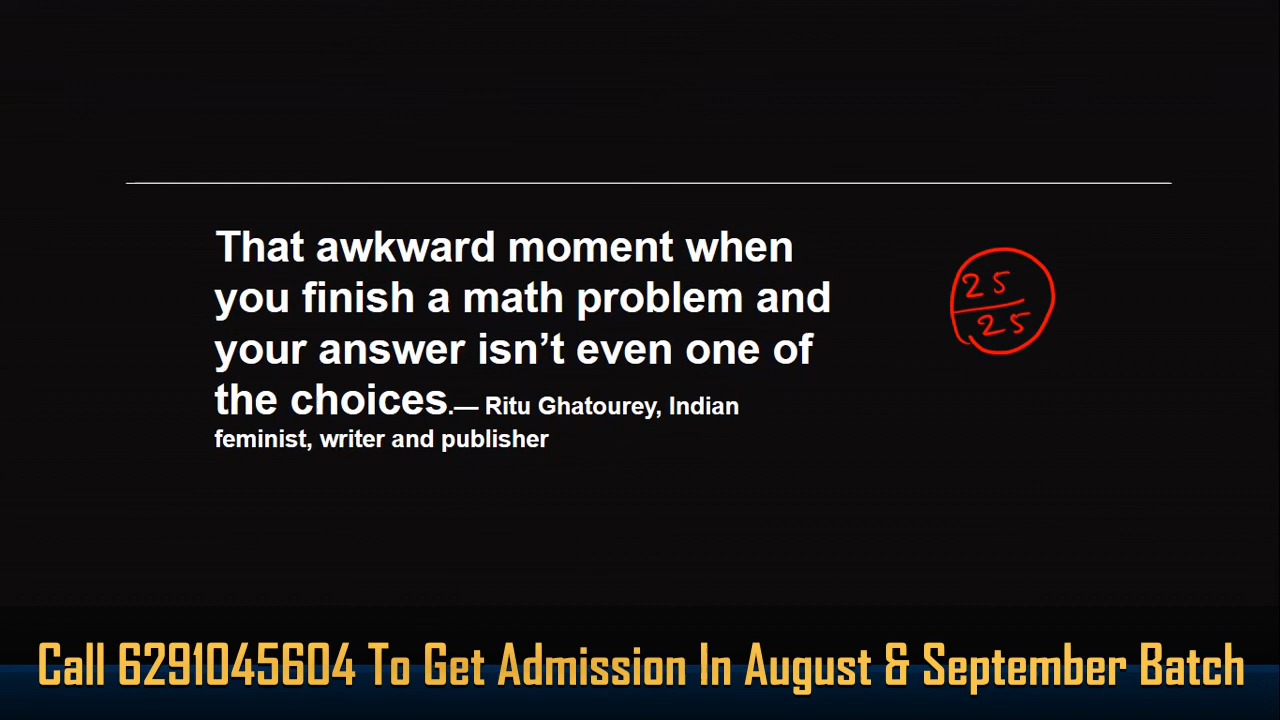 That awkward moment when
you finish a math problem and
your answer isn’t even one of
the choices.— Ritu Ghatourey, Indian
feminist, writer and publisher
25
25
Call 6291045604 To Get Admission In August & September Batch